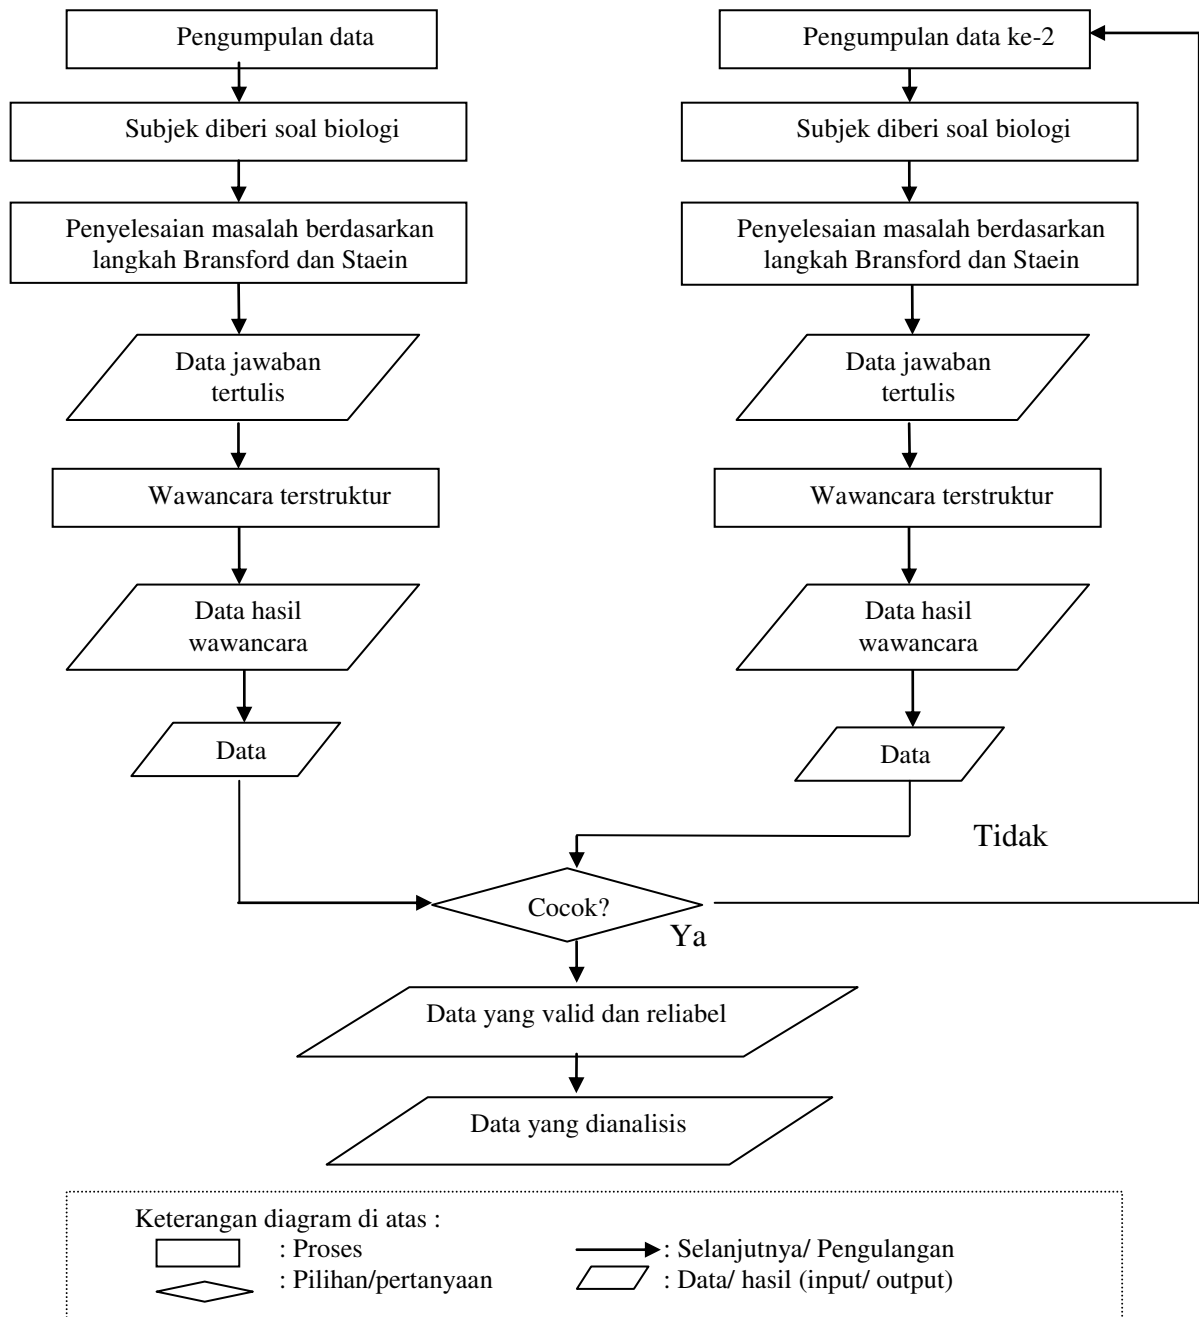 Pengumpulan data
Subjek diberi soal biologi
Penyelesaian masalah berdasarkan
langkah Bransford dan Staein
Data jawaban
tertulis
Wawancara terstruktur
Data hasil
wawancara
Data
Pengumpulan data ke-2
Subjek diberi soal biologi
Penyelesaian masalah berdasarkan
langkah Bransford dan Staein
Data jawaban
tertulis
Wawancara terstruktur
Data hasil
wawancara
Data
Tidak
Cocok?
Ya
Data yang valid dan reliabel
Data yang dianalisis
Keterangan diagram di atas :
: Proses
: Selanjutnya/ Pengulangan
: Pilihan/pertanyaan
: Data/ hasil (input/ output)